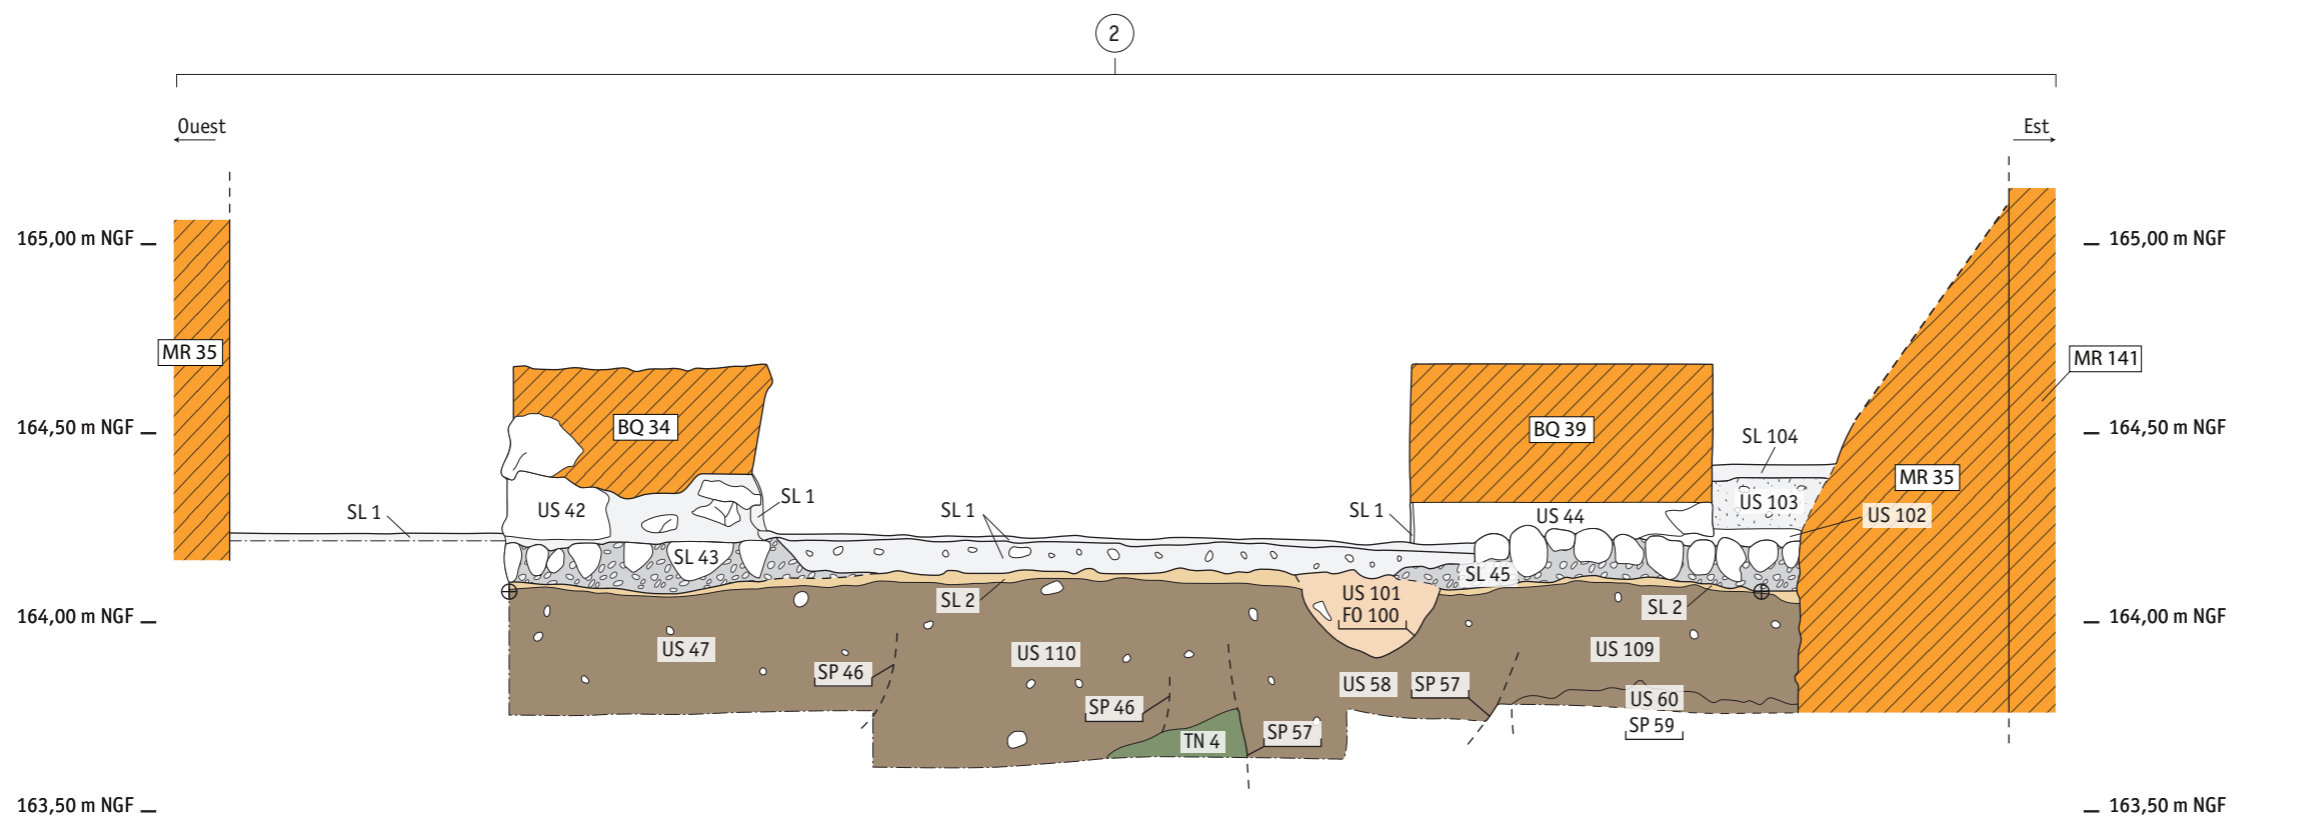 2
Ouest
Est
165,00 m NGF
165,00 m NGF
MR 35
MR 141
164,50 m NGF
BQ 34
BQ 39
164,50 m NGF
SL 104
MR 35
SL 1
US 42
SL 1
SL 1
SL 1
US 44
US 103
US 102
SL 43
SL 45
164,00 m NGF
SL 2
US 101
FO 100
SL 2
164,00 m NGF
US 47
US 110
US 109
SP 46
US 58
SP 57
SP 46
US 60
TN 4
SP 57
SP 59
163,50 m NGF
163,50 m NGF